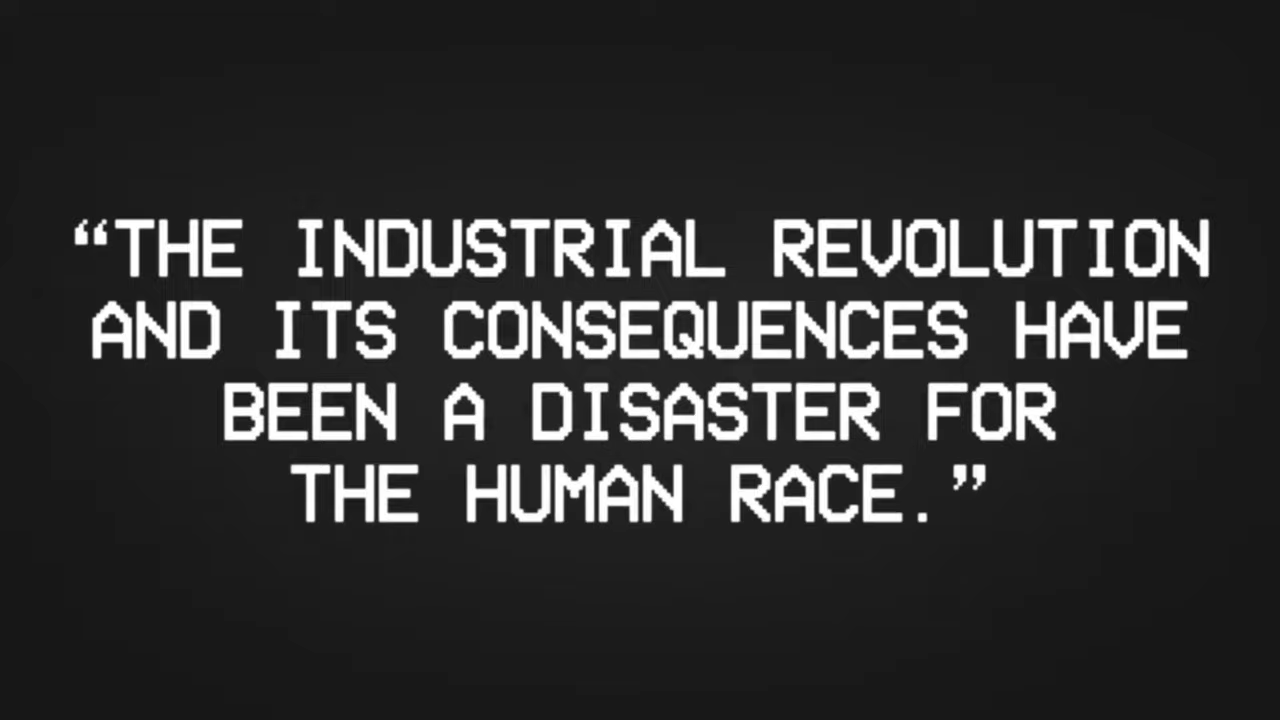 “THE INDUSTRIAL REVOLUTION
AND ITS CONSEQUENCES HAVE
BEEN A DISASTER FOR
THE HUMAN RACE.”